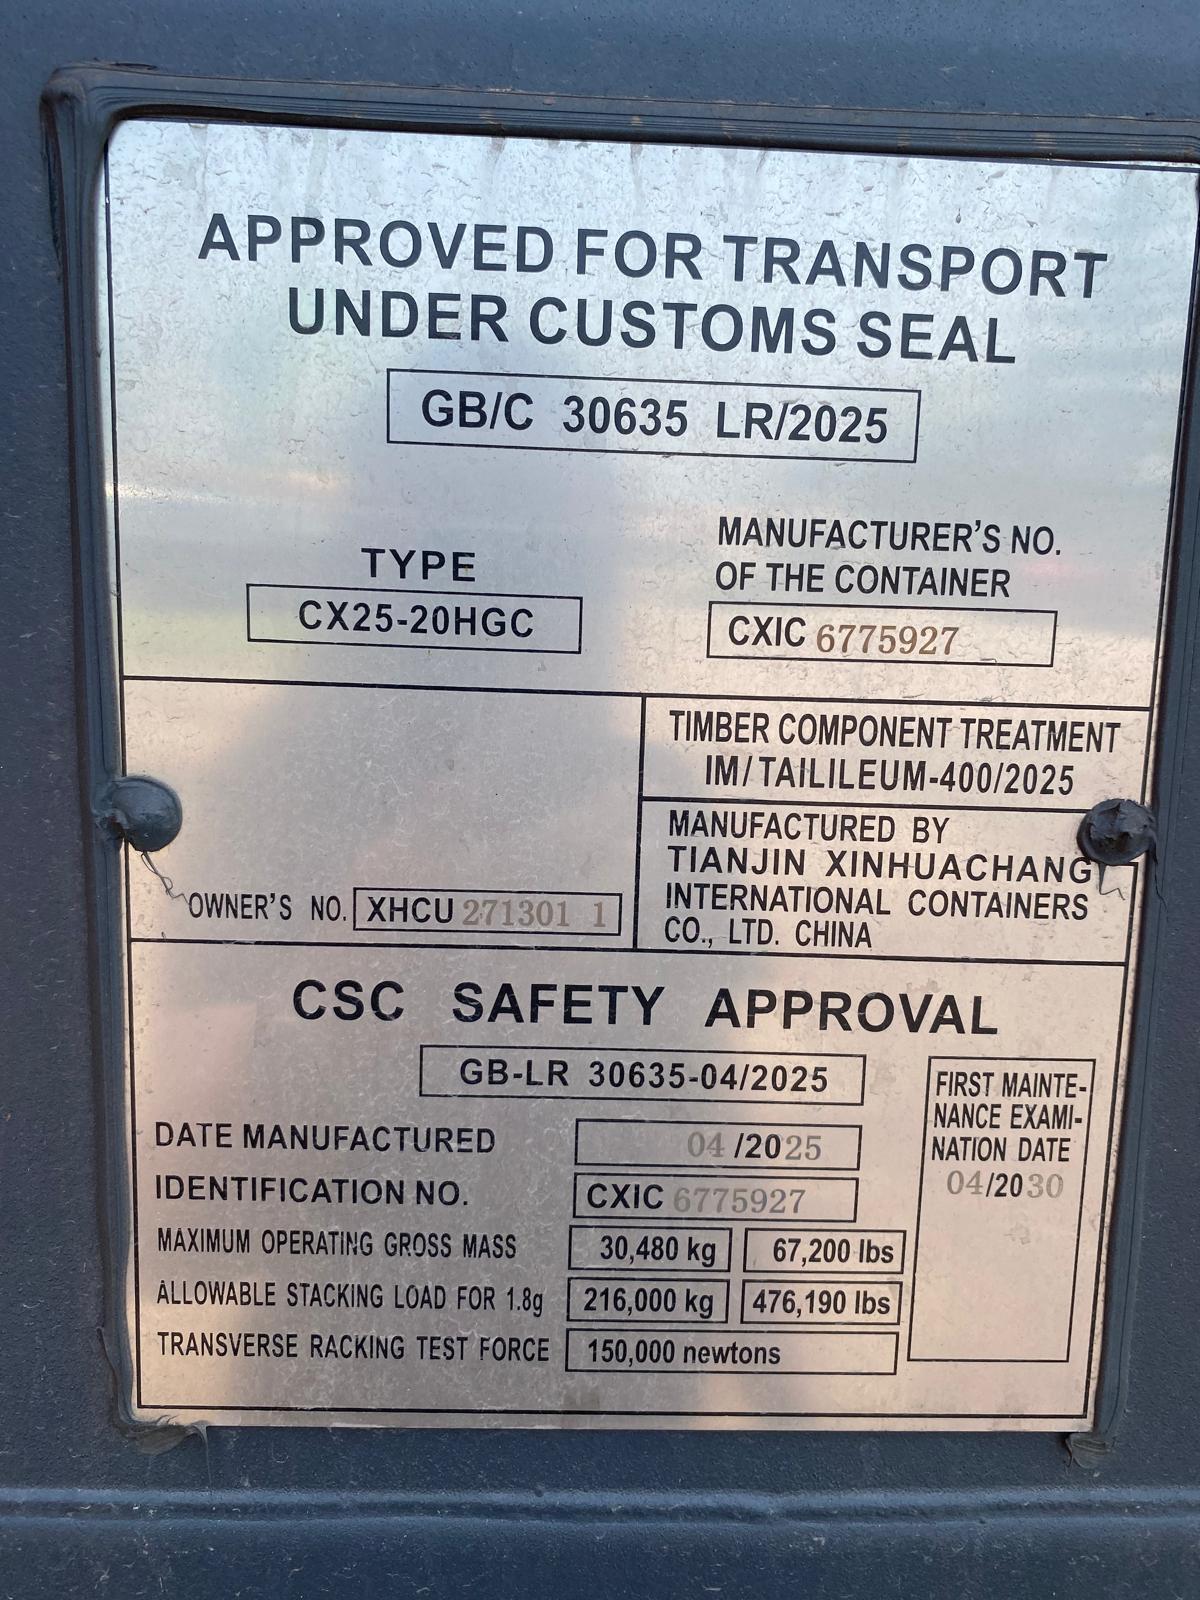 APPROVED FOR TRANSPORT
UNDER CUSTOMS SEAL
GB/C 30635 LR/2025
TYPE
CX25-20HGC
MANUFACTURER'S NO.
OF THE CONTAINER
CXIC 6775927
TIMBER COMPONENT TREATMENT
IM/TAILILEUM-400/2025
MANUFACTURED BY
TIANJIN XINHUACHANG
INTERNATIONAL CONTAINERS
CO., LTD. CHINA
OWNER'S NO. XHCU 271301 1
CSC SAFETY APPROVAL
GB-LR 30635-04/2025
DATE MANUFACTURED 04/2025
IDENTIFICATION NO. CXIC 6775927
MAXIMUM OPERATING GROSS MASS 30,480 kg 67,200 lbs
ALLOWABLE STACKING LOAD FOR 1.8g 216,000 kg 476,190 lbs
TRANSVERSE RACKING TEST FORCE 150,000 newtons
FIRST MAINTE-
NANCE EXAMI-
NATION DATE
04/2030